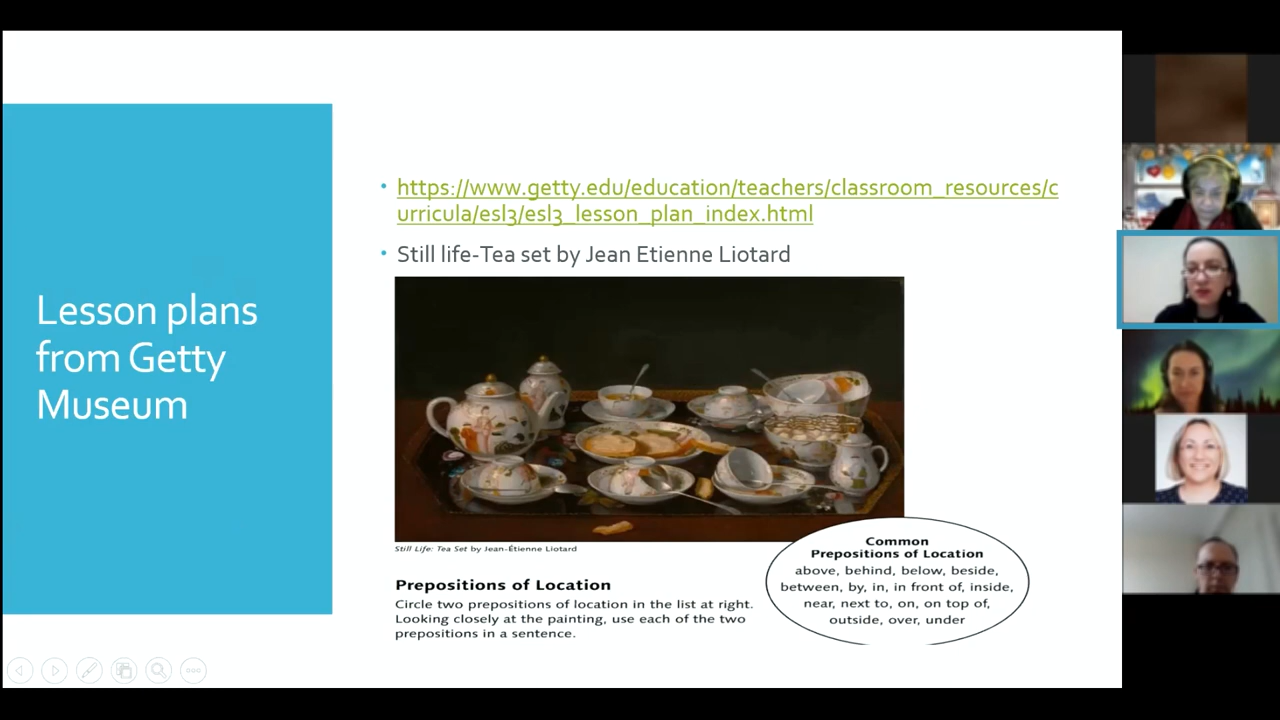 Lesson plans
from Getty
Museum
• https://www.getty.edu/education/teachers/classroom_resources/c
urricula/esl3/esl3_lesson_plan_index.html
• Still life-Tea set by Jean Etienne Liotard
Still Life: Tea Set by Jean-Étienne Liotard
Prepositions of Location
Circle two prepositions of location in the list at right.
Looking closely at the painting, use each of the two
prepositions in a sentence.
Common
Prepositions of Location
above, behind, below, beside,
between, by, in, in front of, inside,
near, next to, on, on top of,
outside, over, under